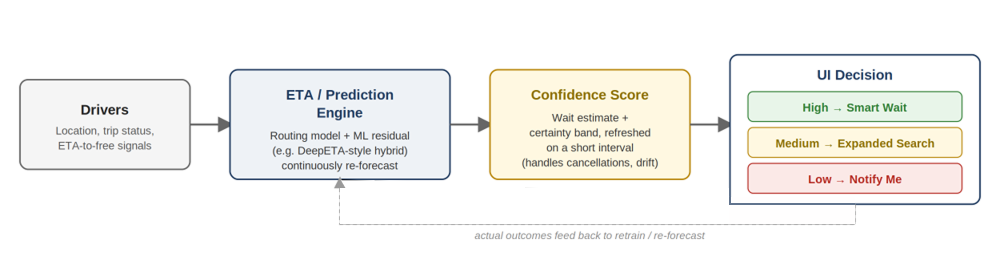 Drivers
Location, trip status,
ETA-to-free signals
ETA / Prediction
Engine
Routing model + ML residual
(e.g. DeepETA-style hybrid)
continuously re-forecast
Confidence Score
Wait estimate +
certainty band, refreshed
on a short interval
(handles cancellations, drift)
UI Decision
High → Smart Wait
Medium → Expanded Search
Low → Notify Me
actual outcomes feed back to retrain / re-forecast